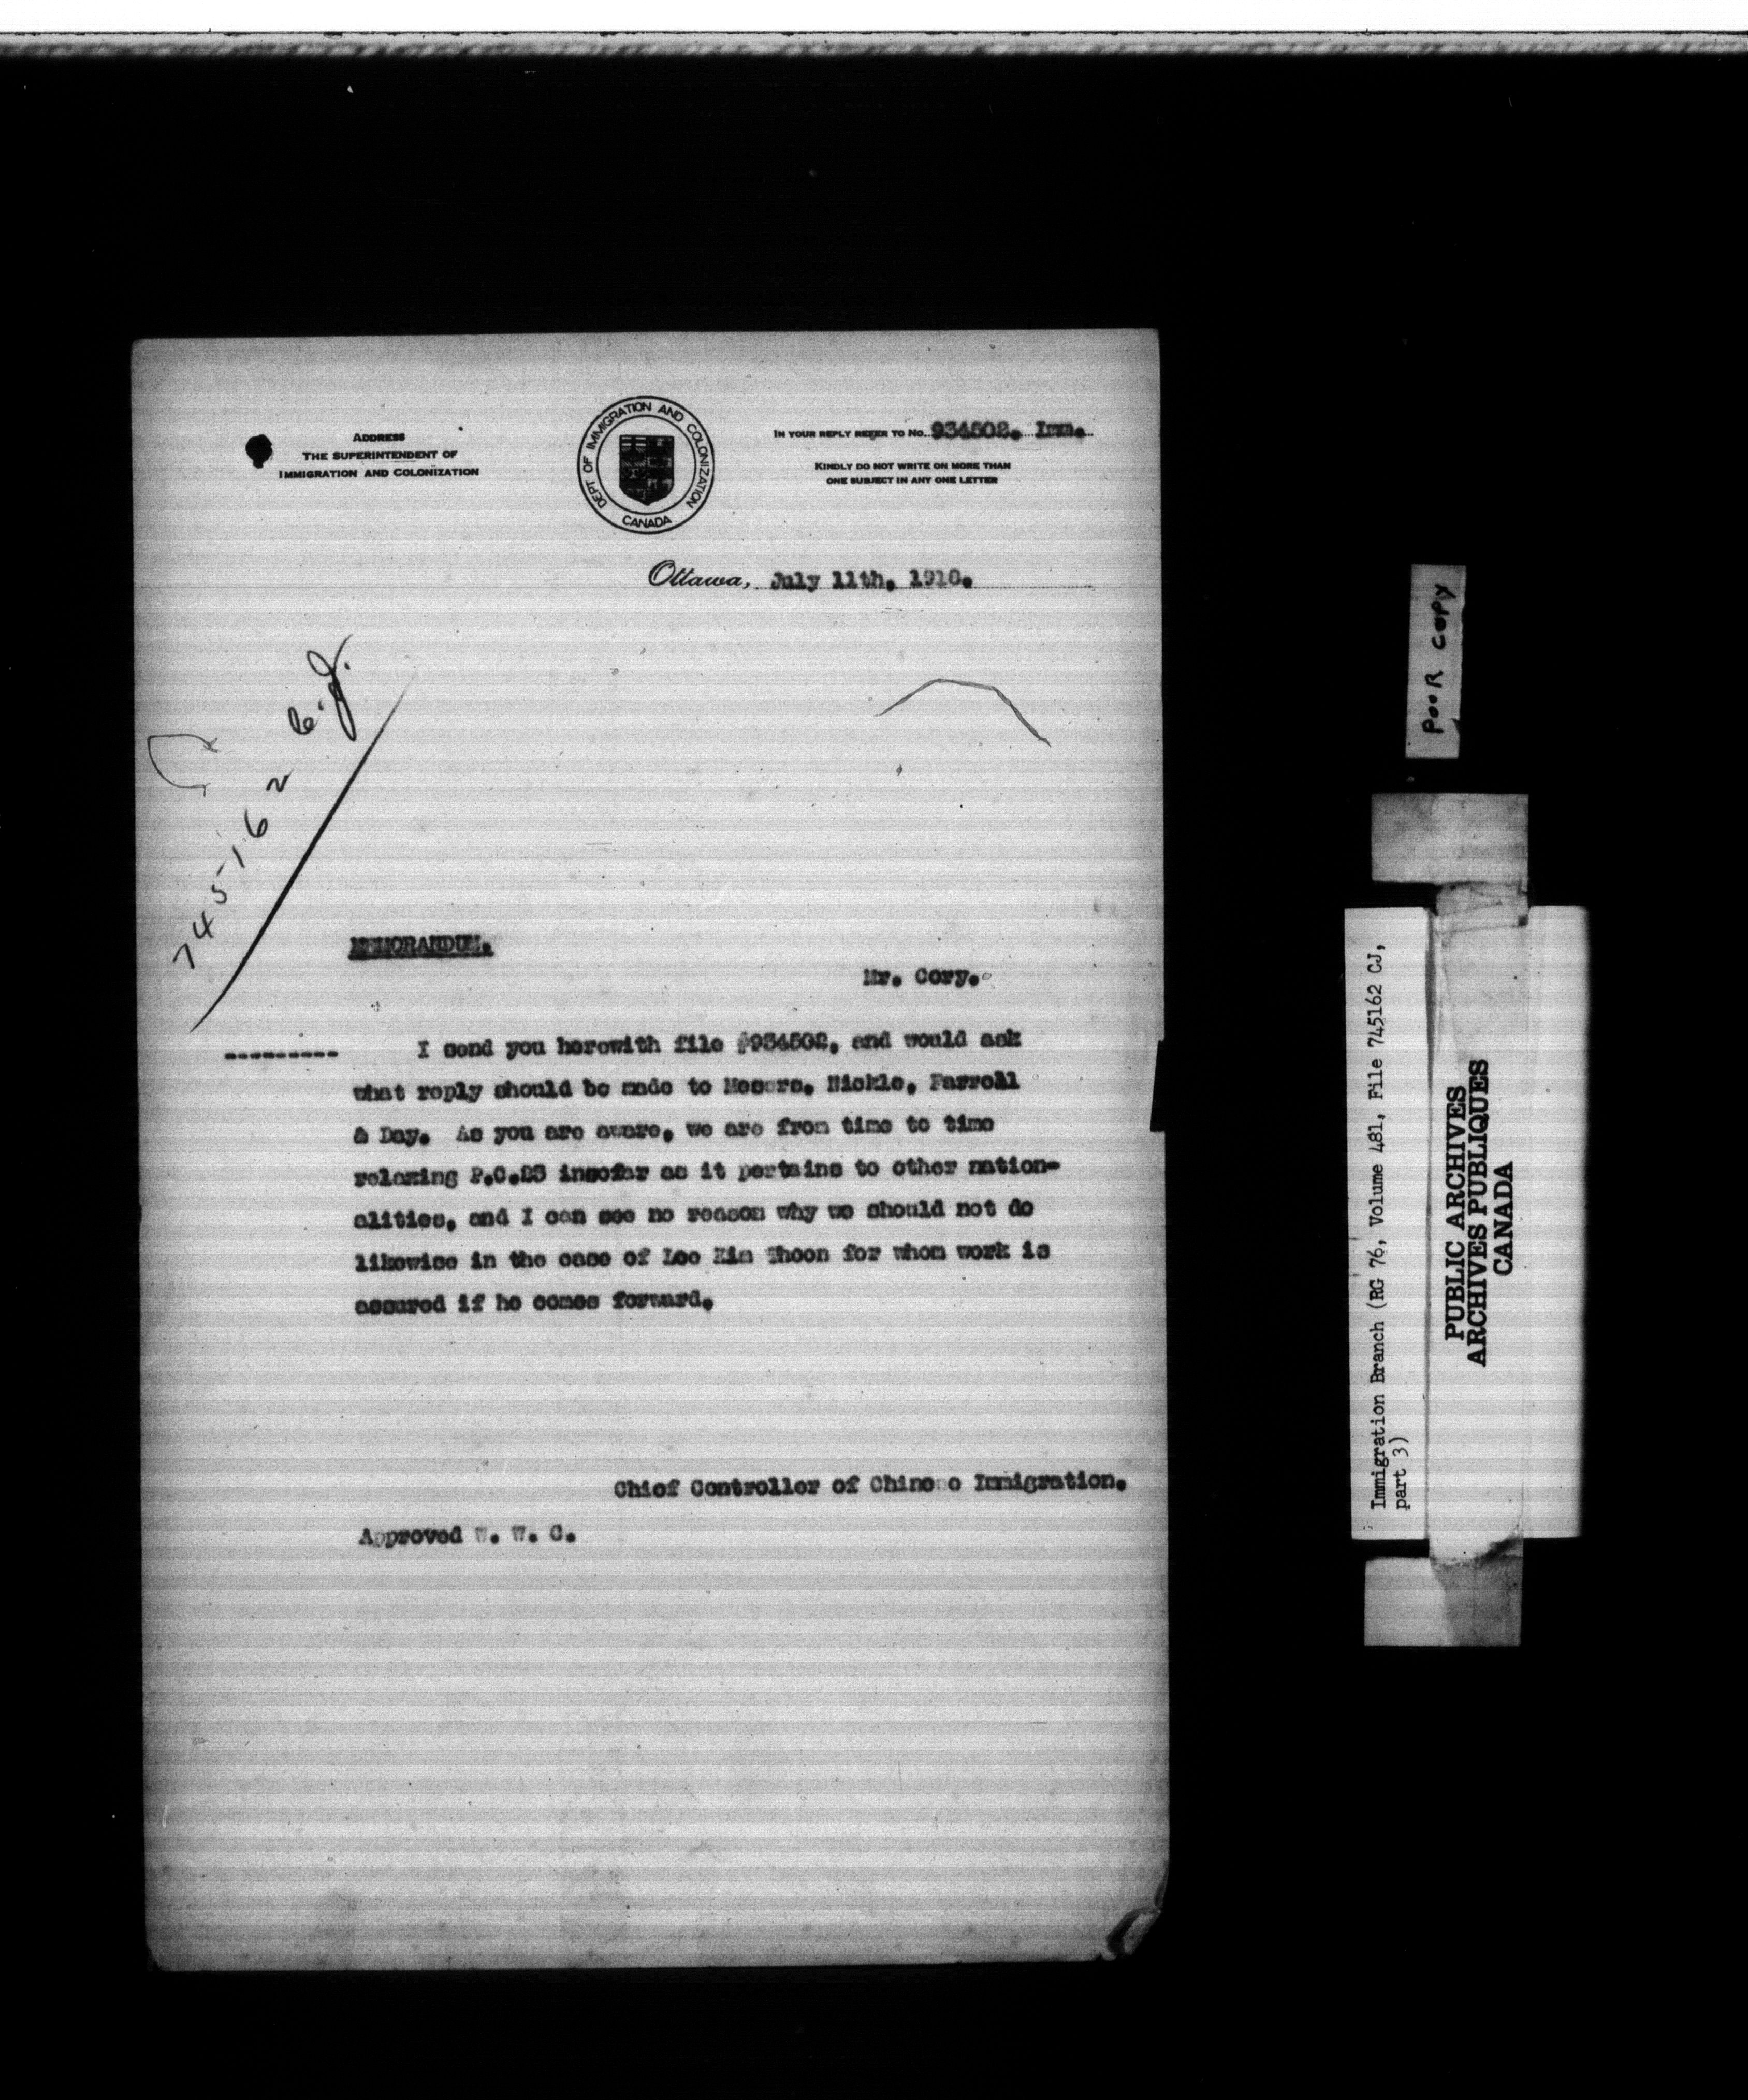 ADDRESS
THE SUPERINTENDENT OF
IMMIGRATION AND COLONIZATION
DEPT OF IMMIGRATION AND COLONIZATION
CANADA
IN YOUR REPLY REFER TO No. 934502. Imm.
KINDLY DO NOT WRITE ON MORE THAN
ONE SUBJECT IN ANY ONE LETTER
Ottawa, July 11th, 1918.
745162 C.J.
MEMORANDUM.
Mr. Cory.
--------- I send you herewith file #934502, and would ask
what reply should be made to Messrs. Nickle, Farrell
& Day. As you are aware, we are from time to time
relaxing P.C.23 insofar as it pertains to other nation-
alities, and I can see no reason why we should not do
likewise in the case of Lee Kim for whom work is
assured if he comes forward.
Chief Controller of Chinese Immigration.
Approved W. W. C.
POOR COPY
Immigration Branch (RG 76, Volume 481, File 745162 CJ,
part 3)
PUBLIC ARCHIVES
ARCHIVES PUBLIQUES
CANADA